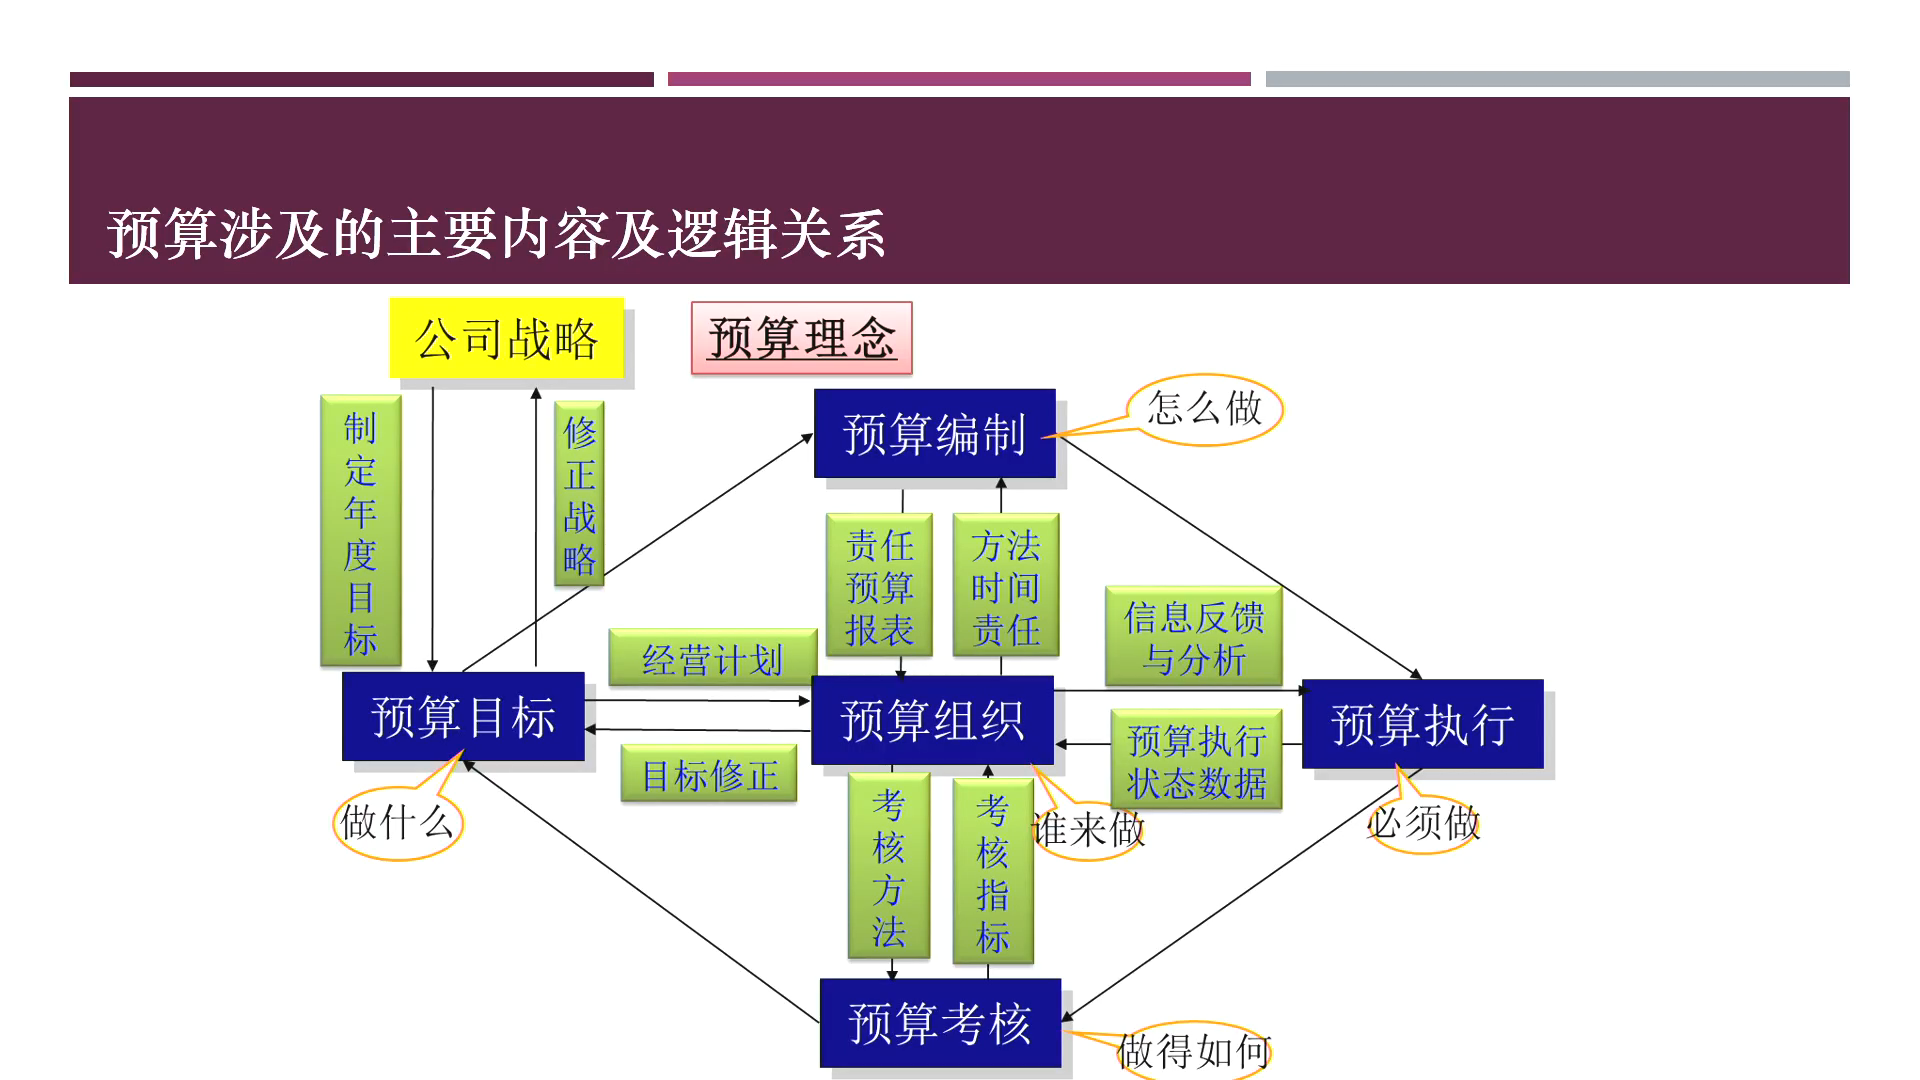 预算涉及的主要内容及逻辑关系
公司战略
预算理念
制
定
年
度
目
标
修
正
战
略
预算编制
怎么做
责任
预算
报表
方法
时间
责任
信息反馈
与分析
经营计划
预算目标
预算组织
预算执行
目标修正
预算执行
状态数据
做什么
考
核
方
法
考
核
指
标
谁来做
必须做
预算考核
做得如何